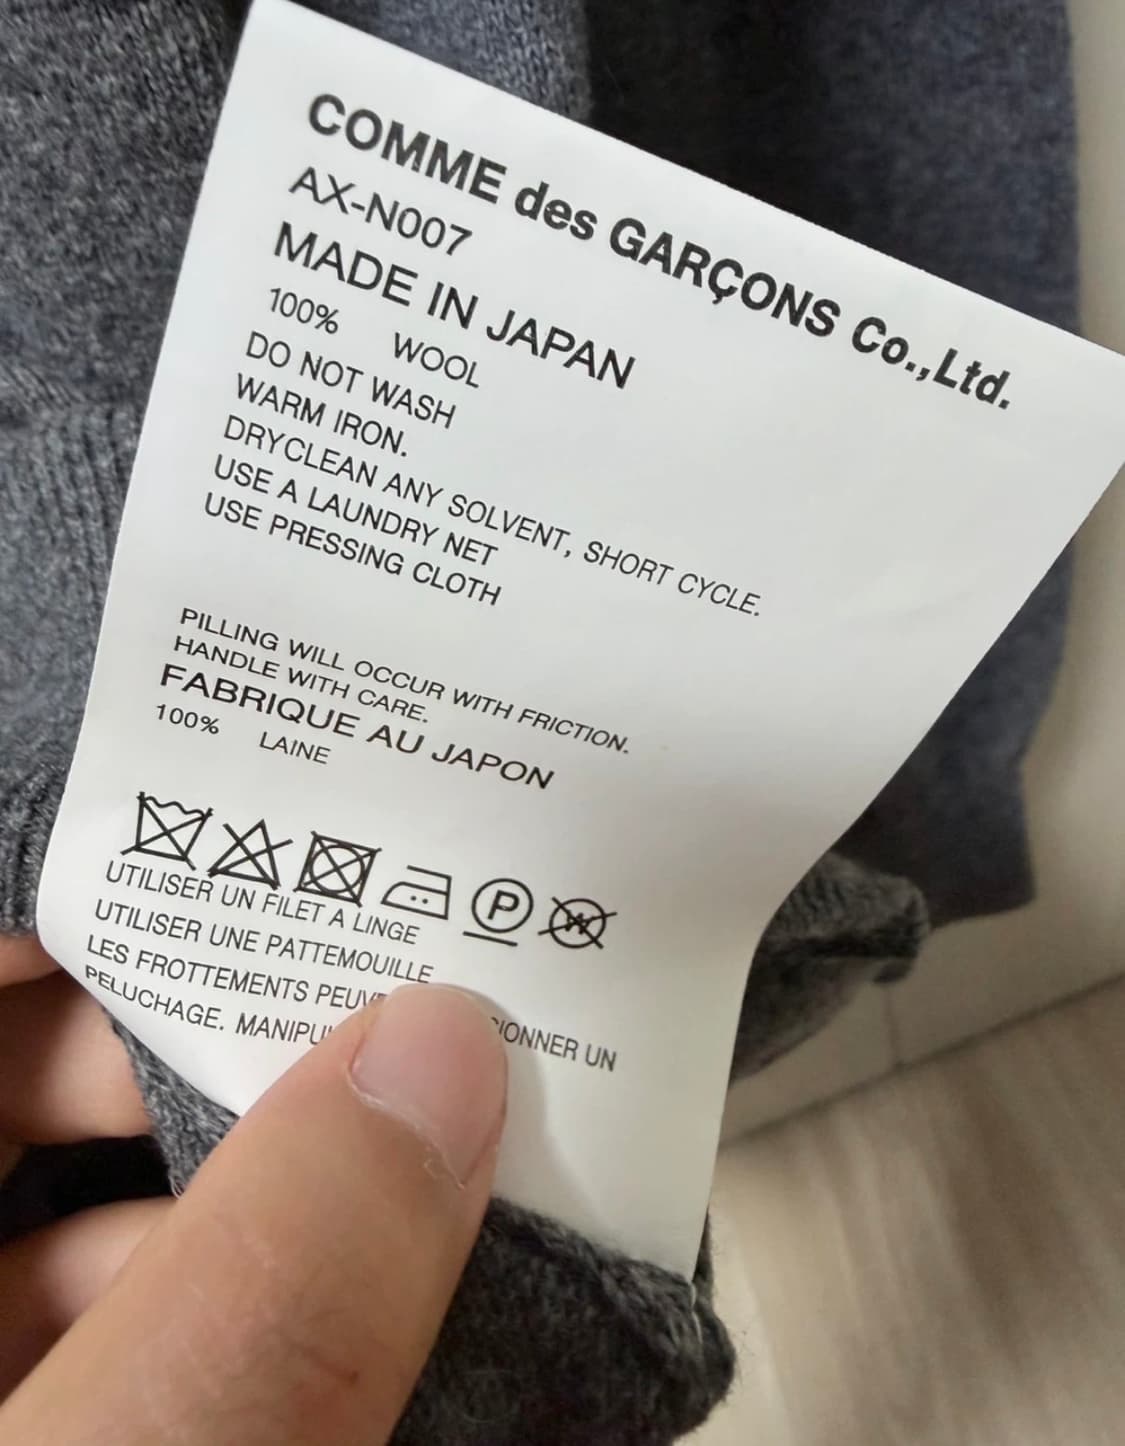 COMME des GARÇONS Co.,Ltd.
AX-N007
MADE IN JAPAN
100% WOOL
DO NOT WASH
WARM IRON.
DRYCLEAN ANY SOLVENT, SHORT CYCLE.
USE A LAUNDRY NET
USE PRESSING CLOTH
PILLING WILL OCCUR WITH FRICTION.
HANDLE WITH CARE.
FABRIQUE AU JAPON
100% LAINE
P W
UTILISER UN FILET A LINGE
UTILISER UNE PATTEMOUILLE
LES FROTTEMENTS UN
PELUCHAGE.